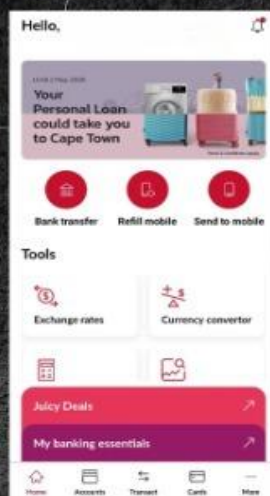 Hello,
Your
Personal Loan
could take you
to Cape Town
Bank transfer
Refill mobile
Send to mobile
Tools
Exchange rates
Currency convertor
Juicy Deals
My banking essentials
Home
Accounts
Transact
Cards
More